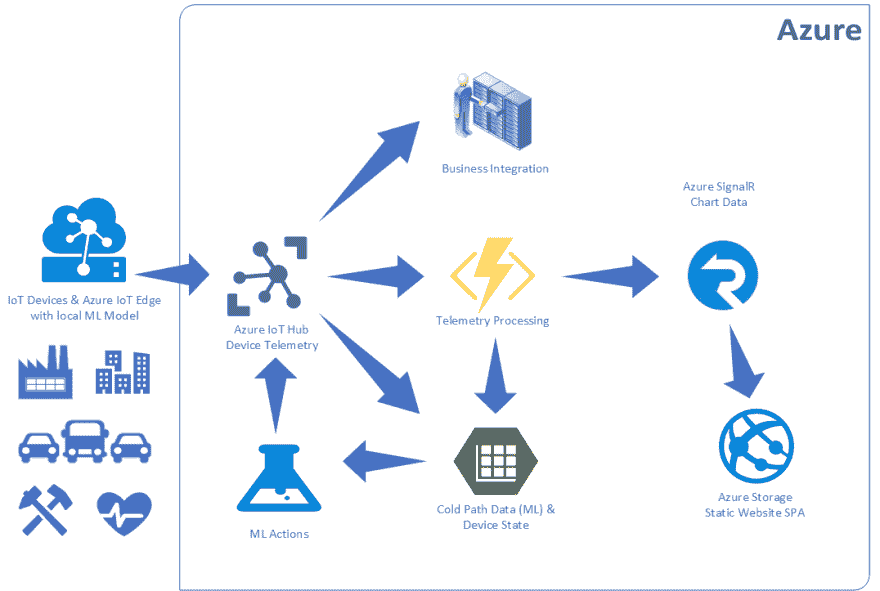 Azure
Business Integration
Azure SignalR
Chart Data
IoT Devices & Azure IoT Edge
with local ML Model
Azure IoT Hub
Device Telemetry
Telemetry Processing
Cold Path Data (ML) &
Device State
Azure Storage
Static Website SPA
ML Actions